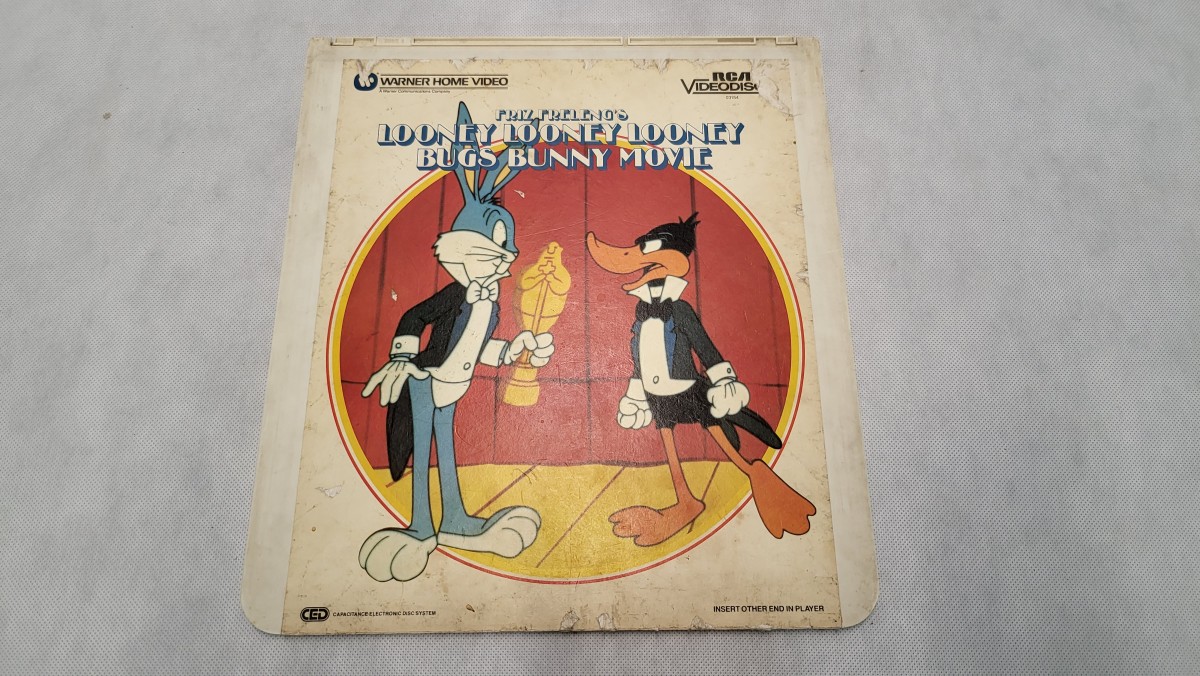 WARNER HOME VIDEO
A Warner Communications Company
RCA
VIDEODISC
FRIZ FRELENG'S
LOONEY LOONEY LOONEY
BUGS BUNNY MOVIE
CED CAPACITANCE ELECTRONIC DISC SYSTEM
INSERT OTHER END IN PLAYER